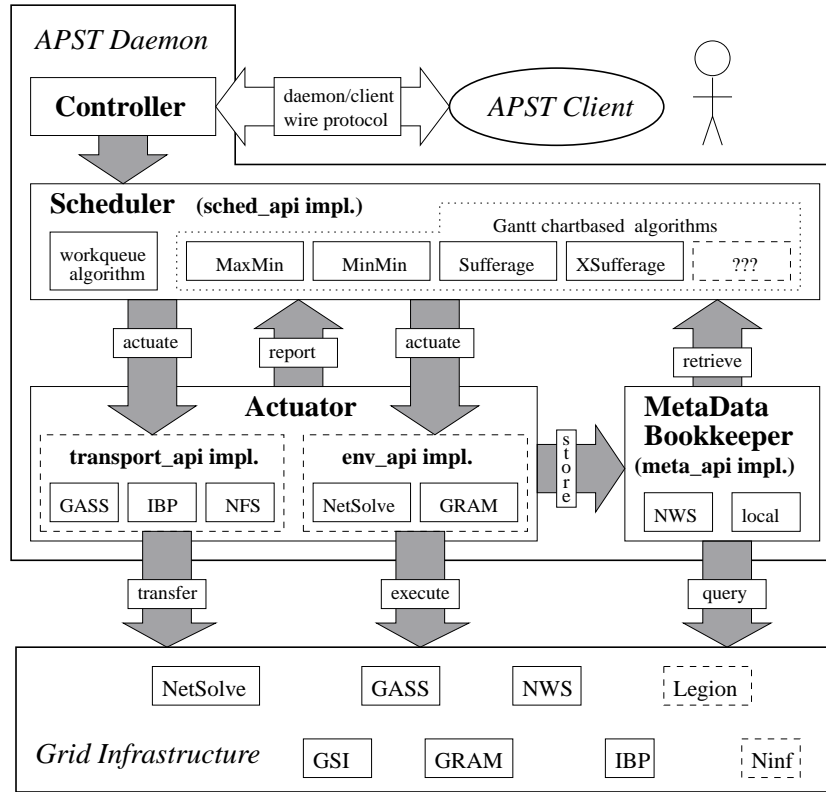 APST Daemon
Controller
daemon/client
wire protocol
APST Client
Scheduler (sched_api impl.)
Gantt chartbased algorithms
workqueue
algorithm
MaxMin
MinMin
Sufferage
XSufferage
???
actuate
report
actuate
retrieve
Actuator
transport_api impl.
GASS
IBP
NFS
env_api impl.
NetSolve
GRAM
store
MetaData
Bookkeeper
(meta_api impl.)
NWS
local
transfer
execute
query
NetSolve
GASS
NWS
Legion
Grid Infrastructure
GSI
GRAM
IBP
Ninf